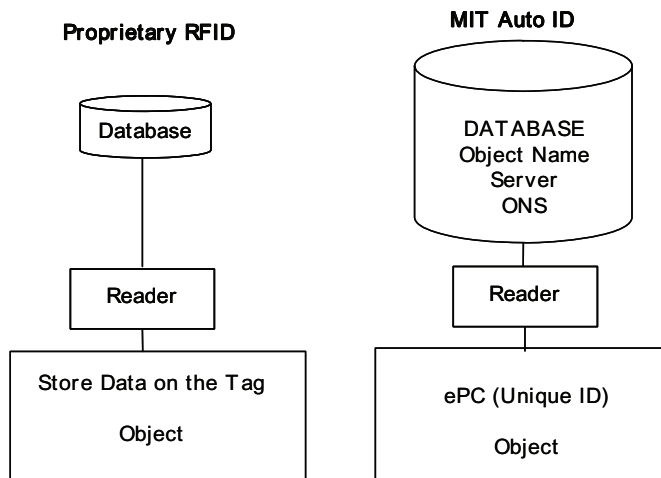 Proprietary RFID
Database
Reader
Store Data on the Tag
Object
MIT Auto ID
DATABASE
Object Name
Server
ONS
Reader
ePC (Unique ID)
Object